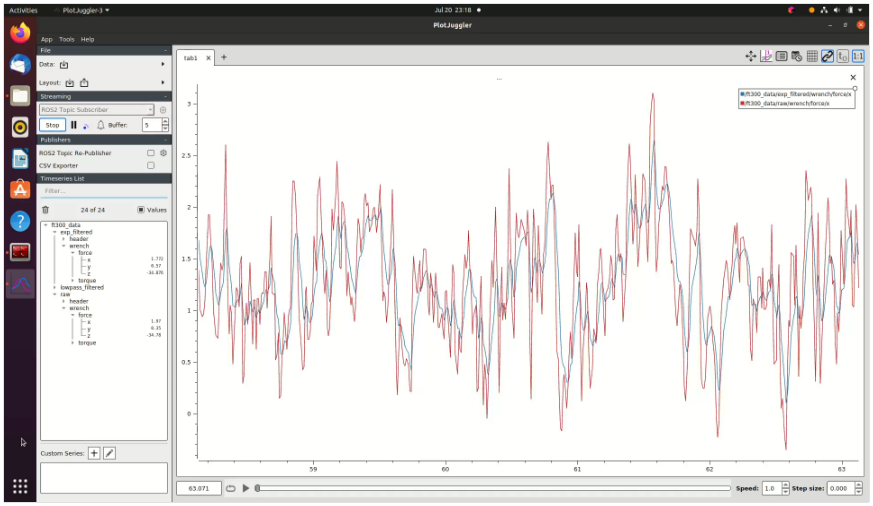 Activities
PlotJuggler-3
Jul 20 23:18
PlotJuggler
App Tools Help
File
Data:
Layout:
Streaming
ROS2 Topic Subscriber
Stop
Buffer:
5
Publishers
ROS2 Topic Re-Publisher
CSV Exporter
Timeseries List
Filter...
24 of 24
Values
ft300_data
exp_filtered
header
wrench
force
x 1.772
y 0.57
z -34.875
torque
lowpass_filtered
raw
header
wrench
force
x 1.97
y 0.35
z -34.78
torque
Custom Series:
tab1
1:1
...
/ft300_data/exp_filtered/wrench/force/x
/ft300_data/raw/wrench/force/x
3
2.5
2
1.5
1
0.5
0
59 60 61 62 63
63.071
Speed: 1.0
Step size: 0.000